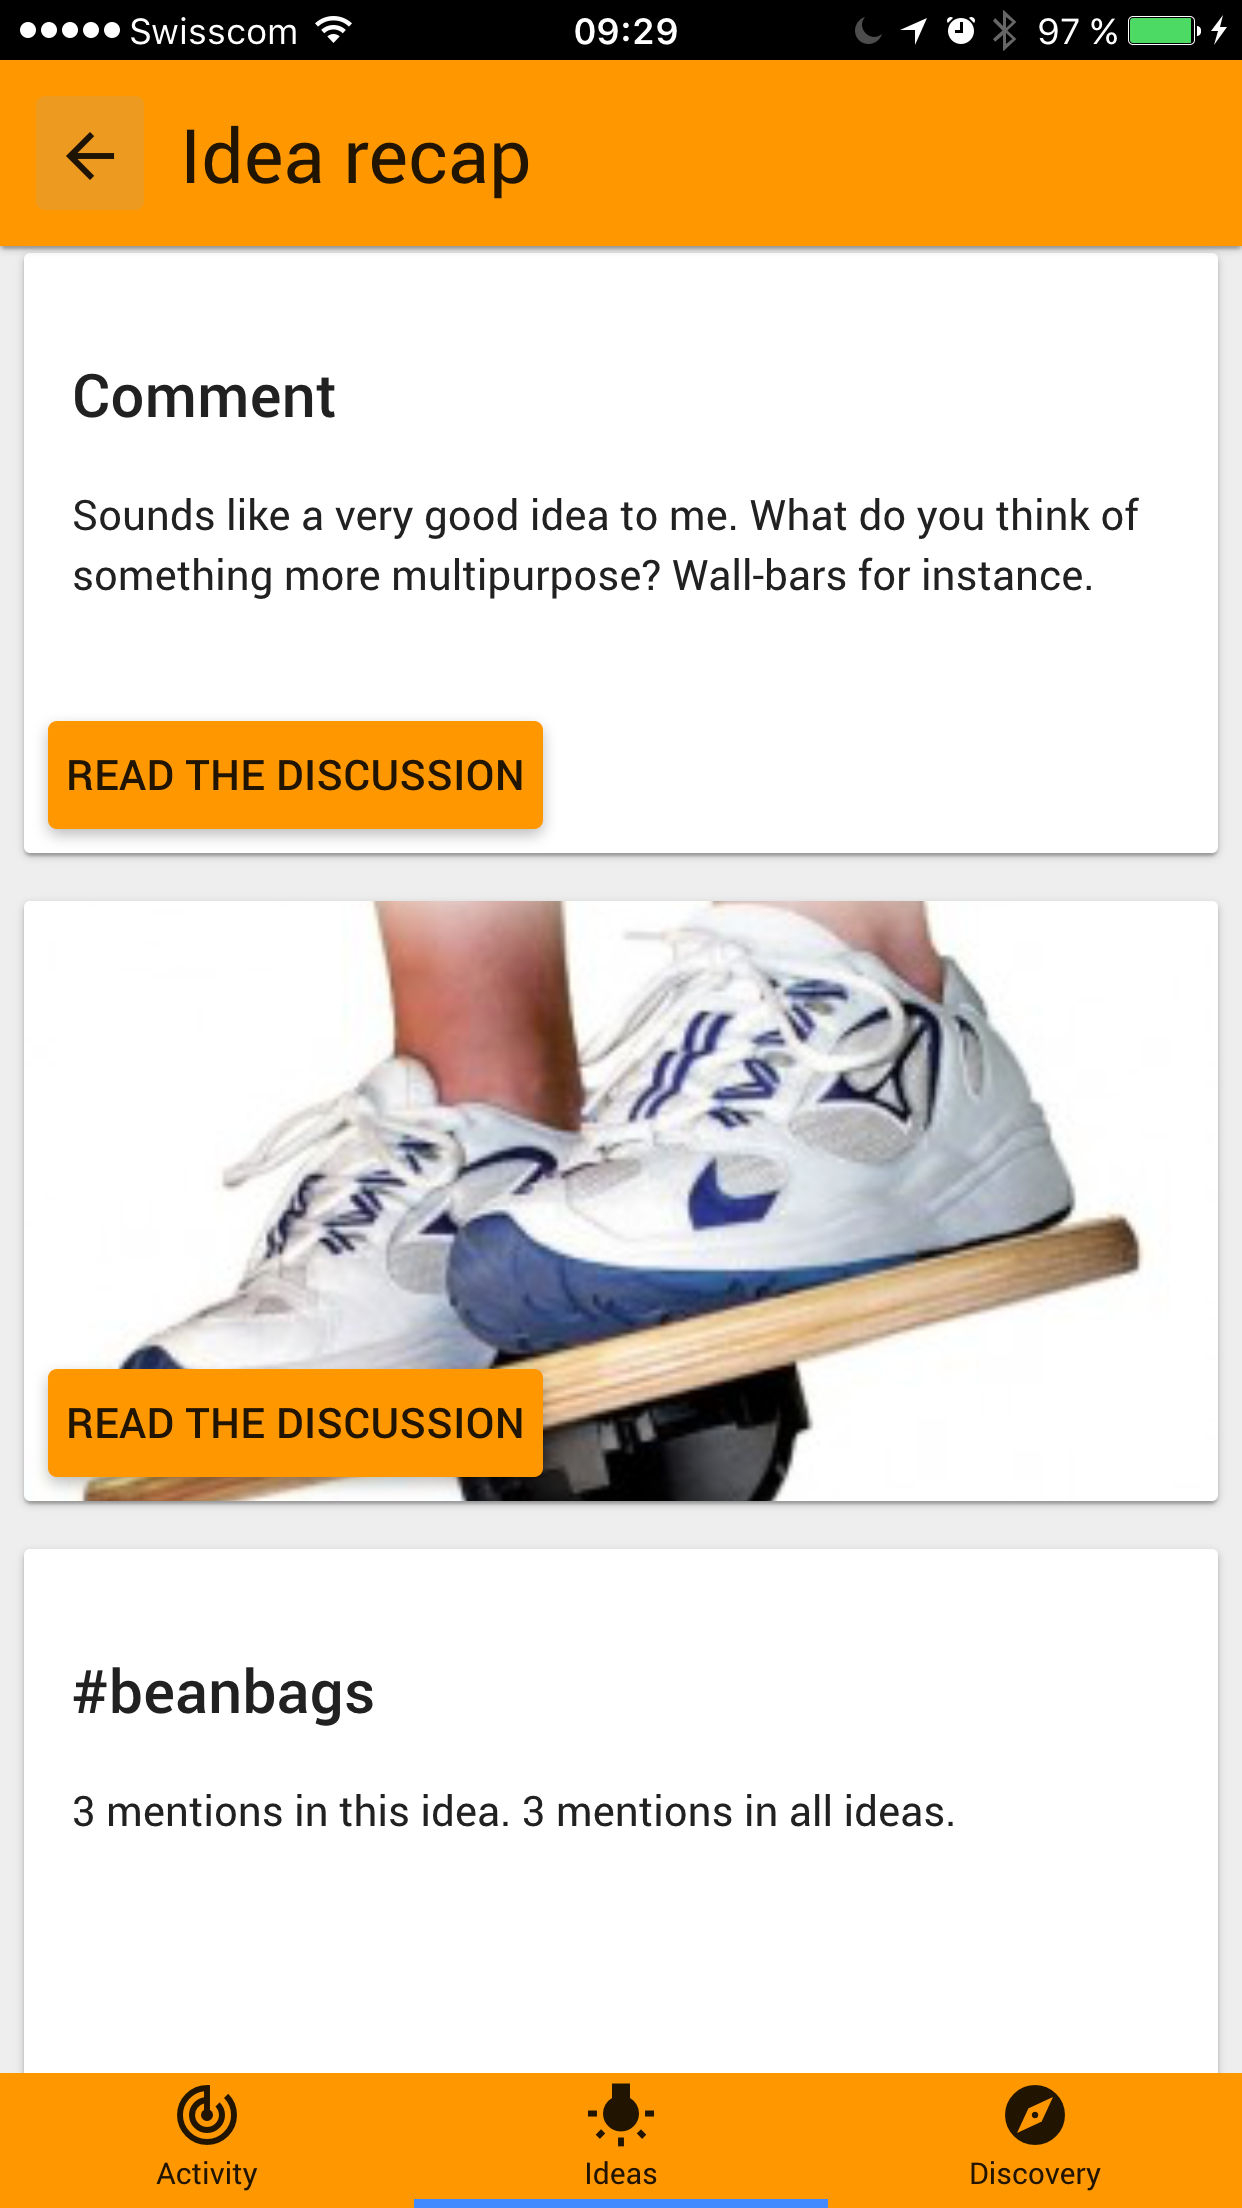 Swisscom 09:29 97 %
Idea recap
Comment
Sounds like a very good idea to me. What do you think of
something more multipurpose? Wall-bars for instance.
READ THE DISCUSSION
READ THE DISCUSSION
#beanbags
3 mentions in this idea. 3 mentions in all ideas.
Activity Ideas Discovery